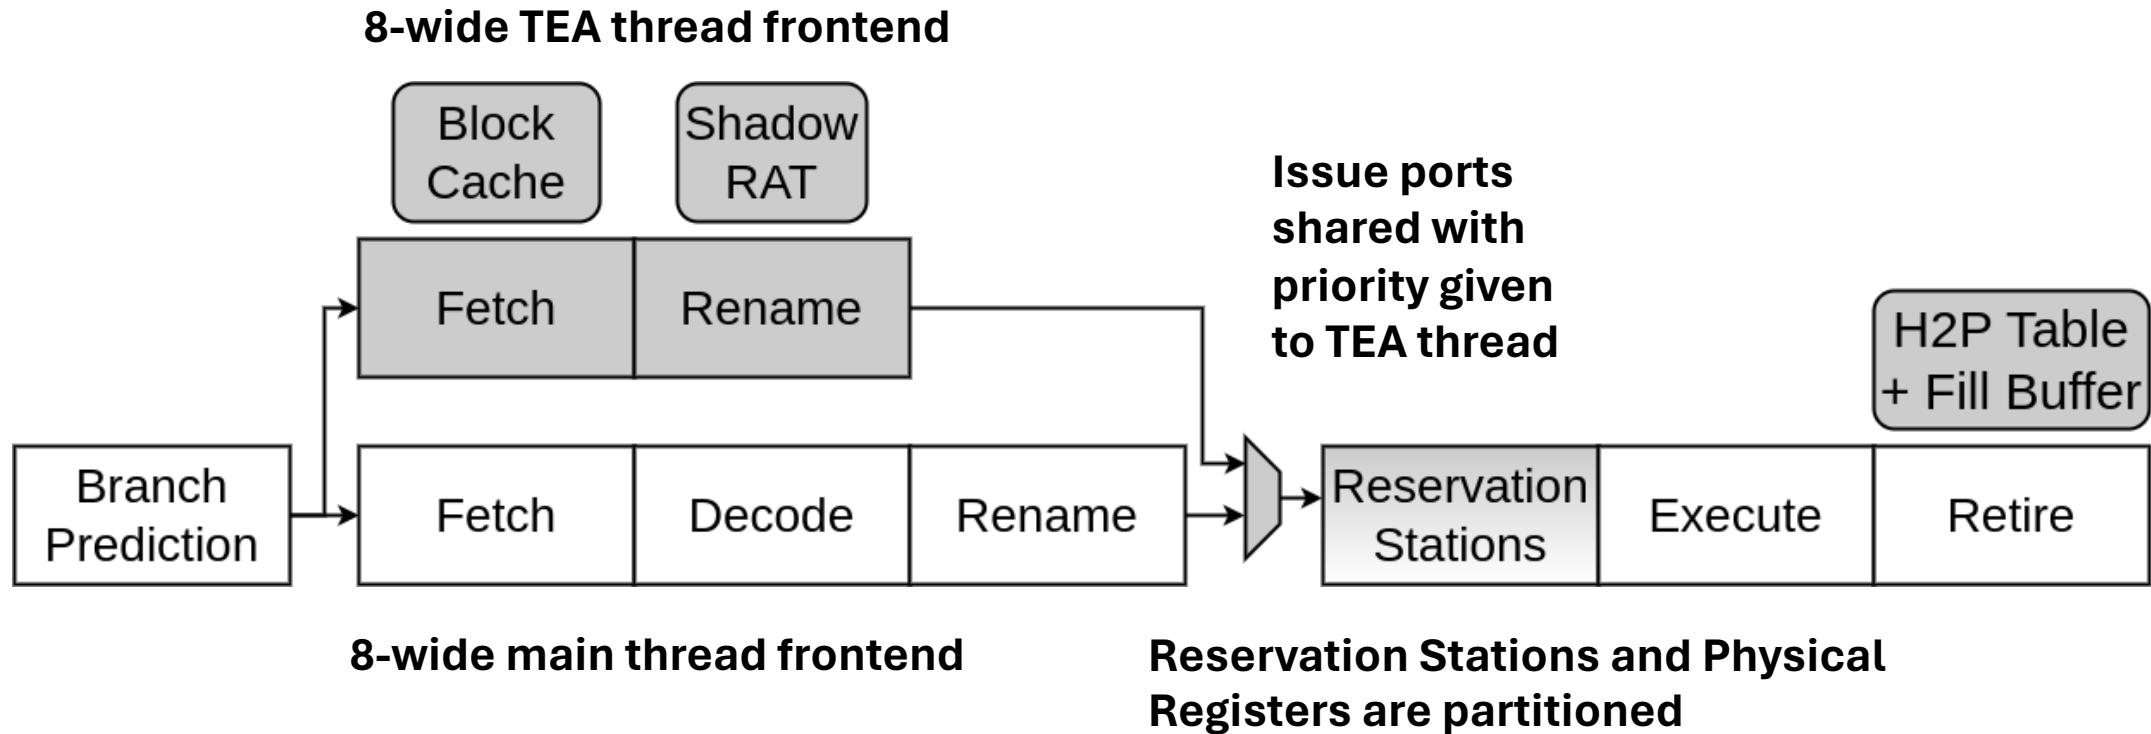 8-wide TEA thread frontend
Block
Cache
Shadow
RAT
Fetch
Rename
Issue ports
shared with
priority given
to TEA thread
H2P Table
+ Fill Buffer
Branch
Prediction
Fetch
Decode
Rename
Reservation
Stations
Execute
Retire
8-wide main thread frontend
Reservation Stations and Physical
Registers are partitioned